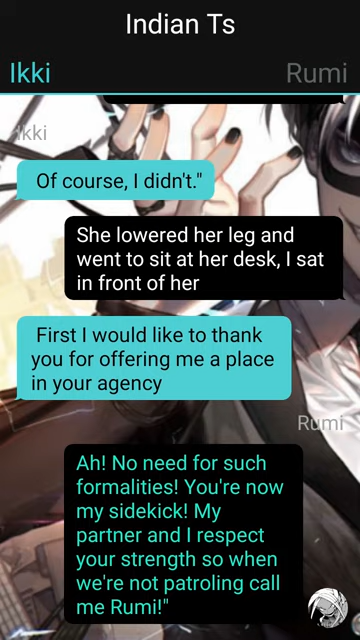 Indian Ts
Ikki
Rumi
Ikki
Of course, I didn't."
She lowered her leg and
went to sit at her desk, I sat
in front of her
First I would like to thank
you for offering me a place
in your agency
Rumi
Ah! No need for such
formalities! You're now
my sidekick! My
partner and I respect
your strength so when
we're not patroling call
me Rumi!"